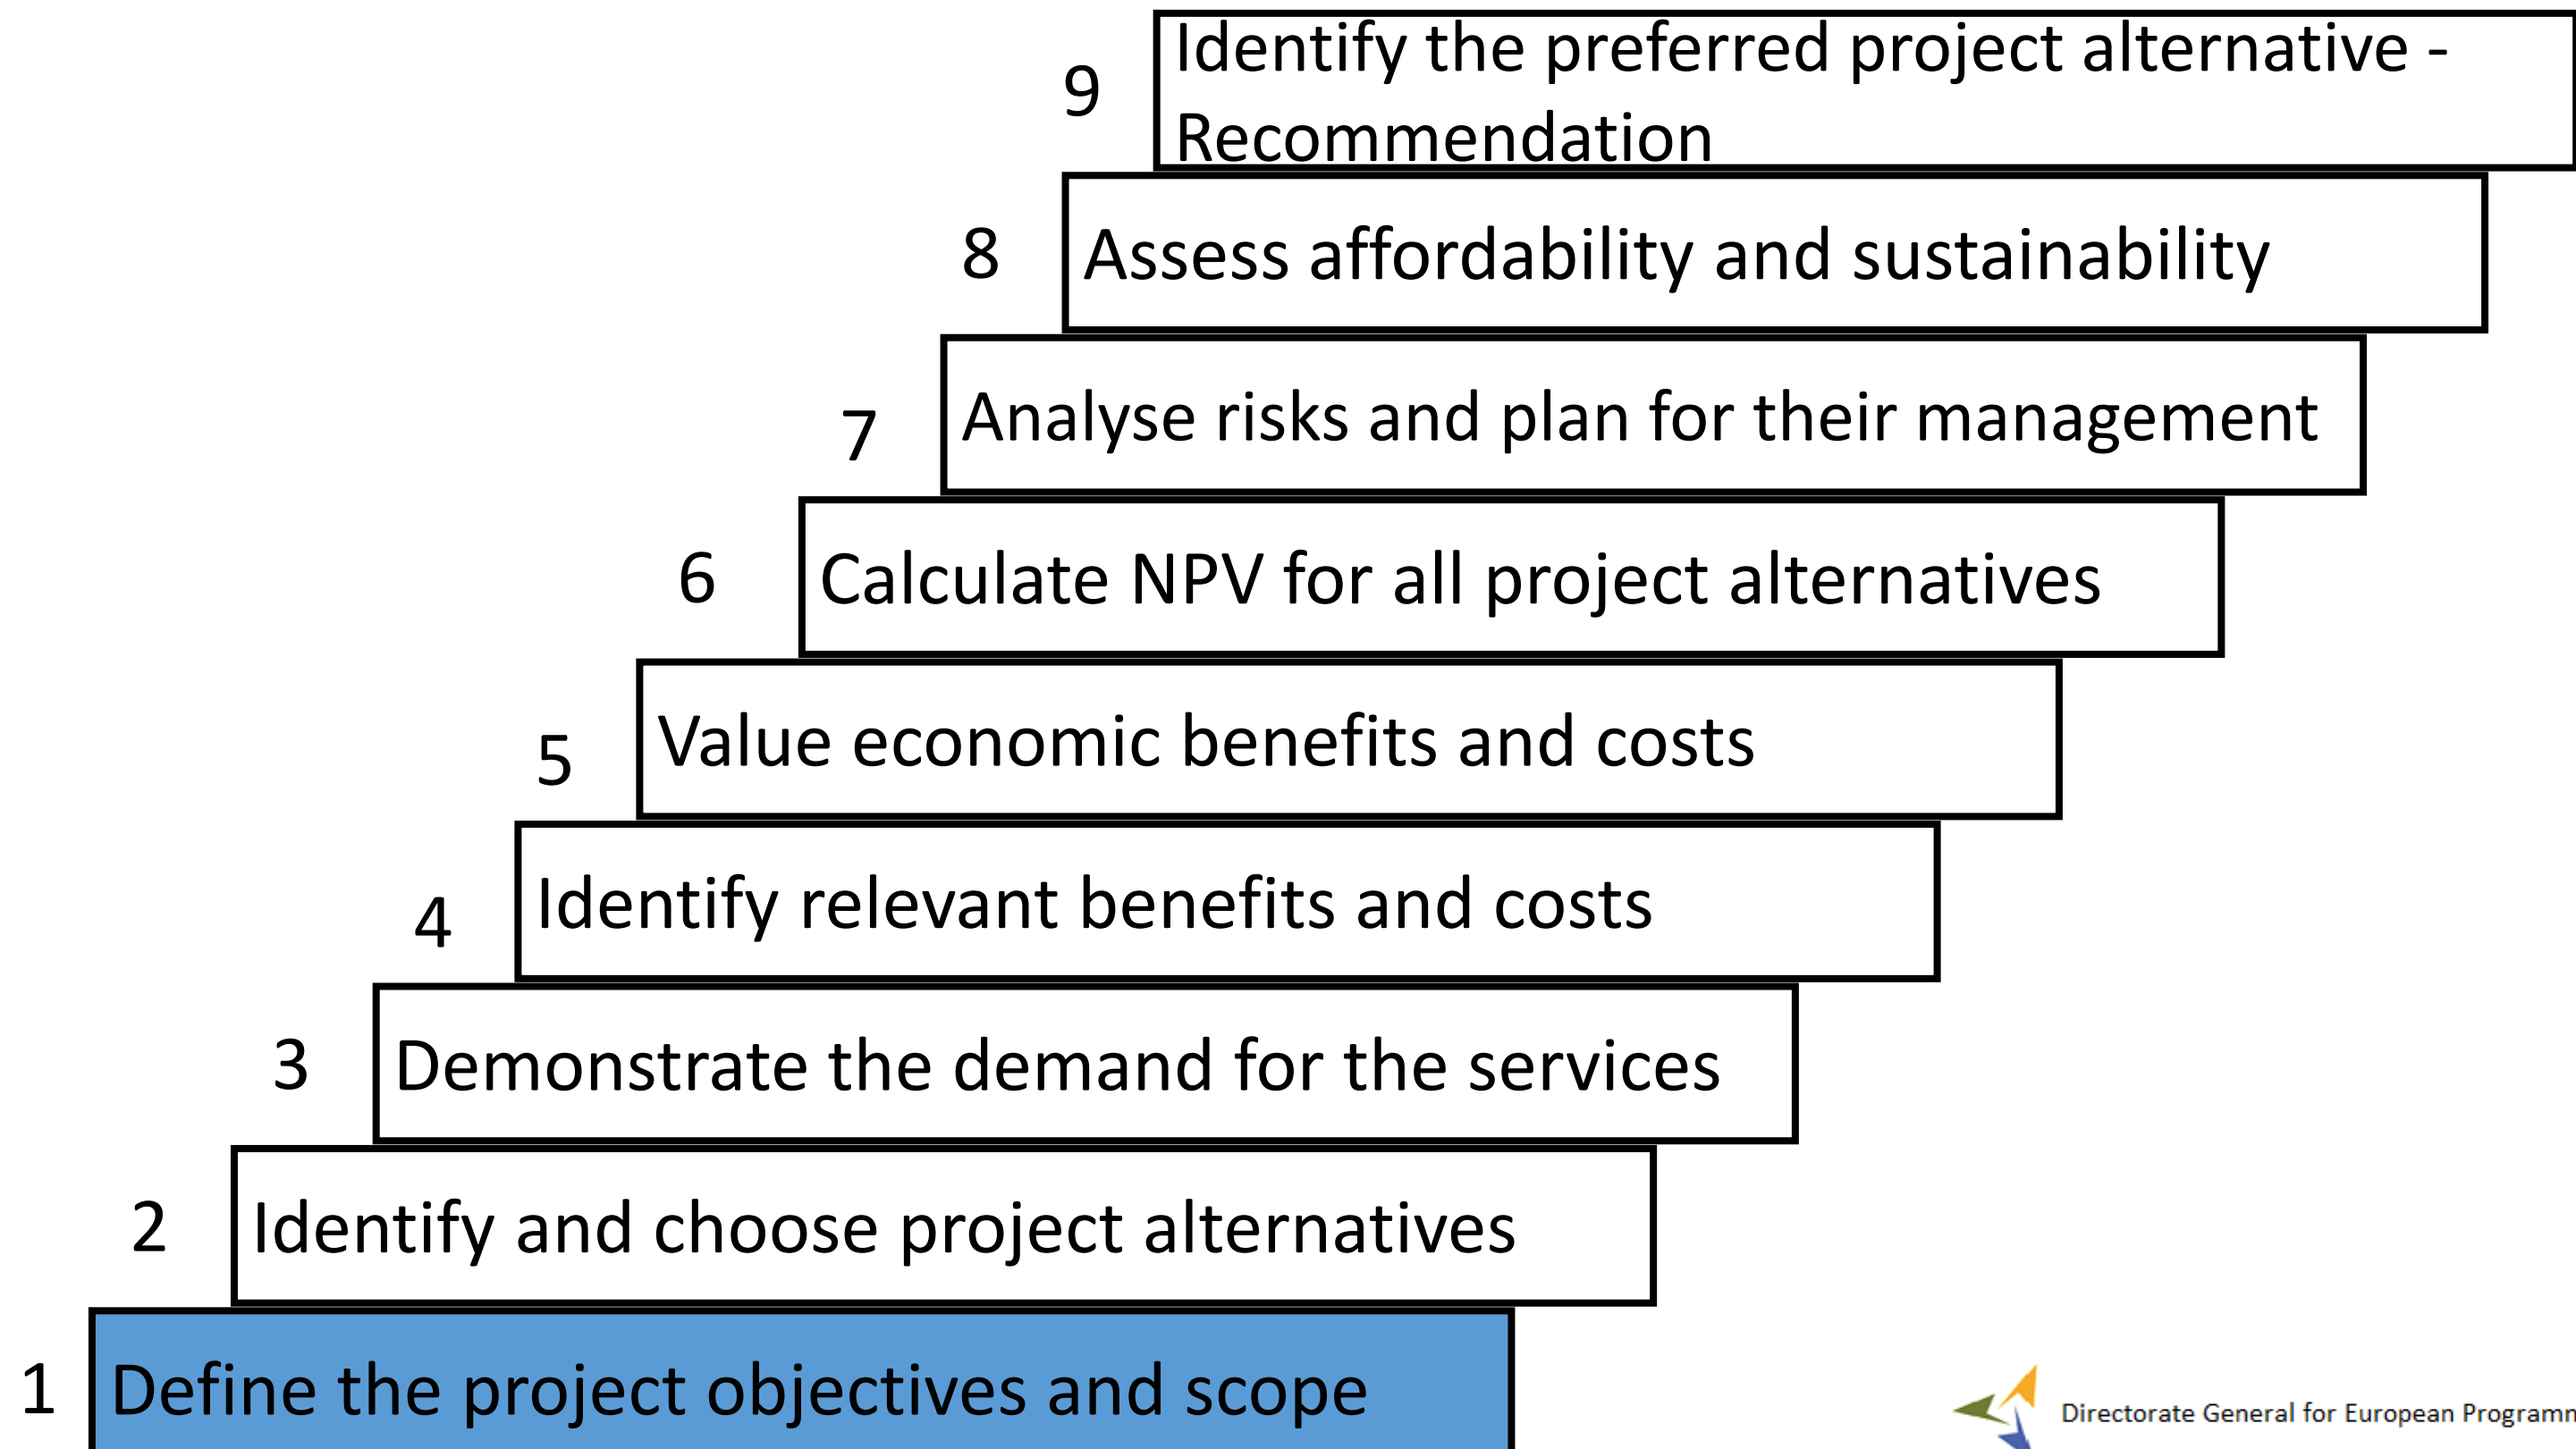 9 Identify the preferred project alternative -
Recommendation
8 Assess affordability and sustainability
7 Analyse risks and plan for their management
6 Calculate NPV for all project alternatives
5 Value economic benefits and costs
4 Identify relevant benefits and costs
3 Demonstrate the demand for the services
2 Identify and choose project alternatives
1 Define the project objectives and scope
Directorate General for European